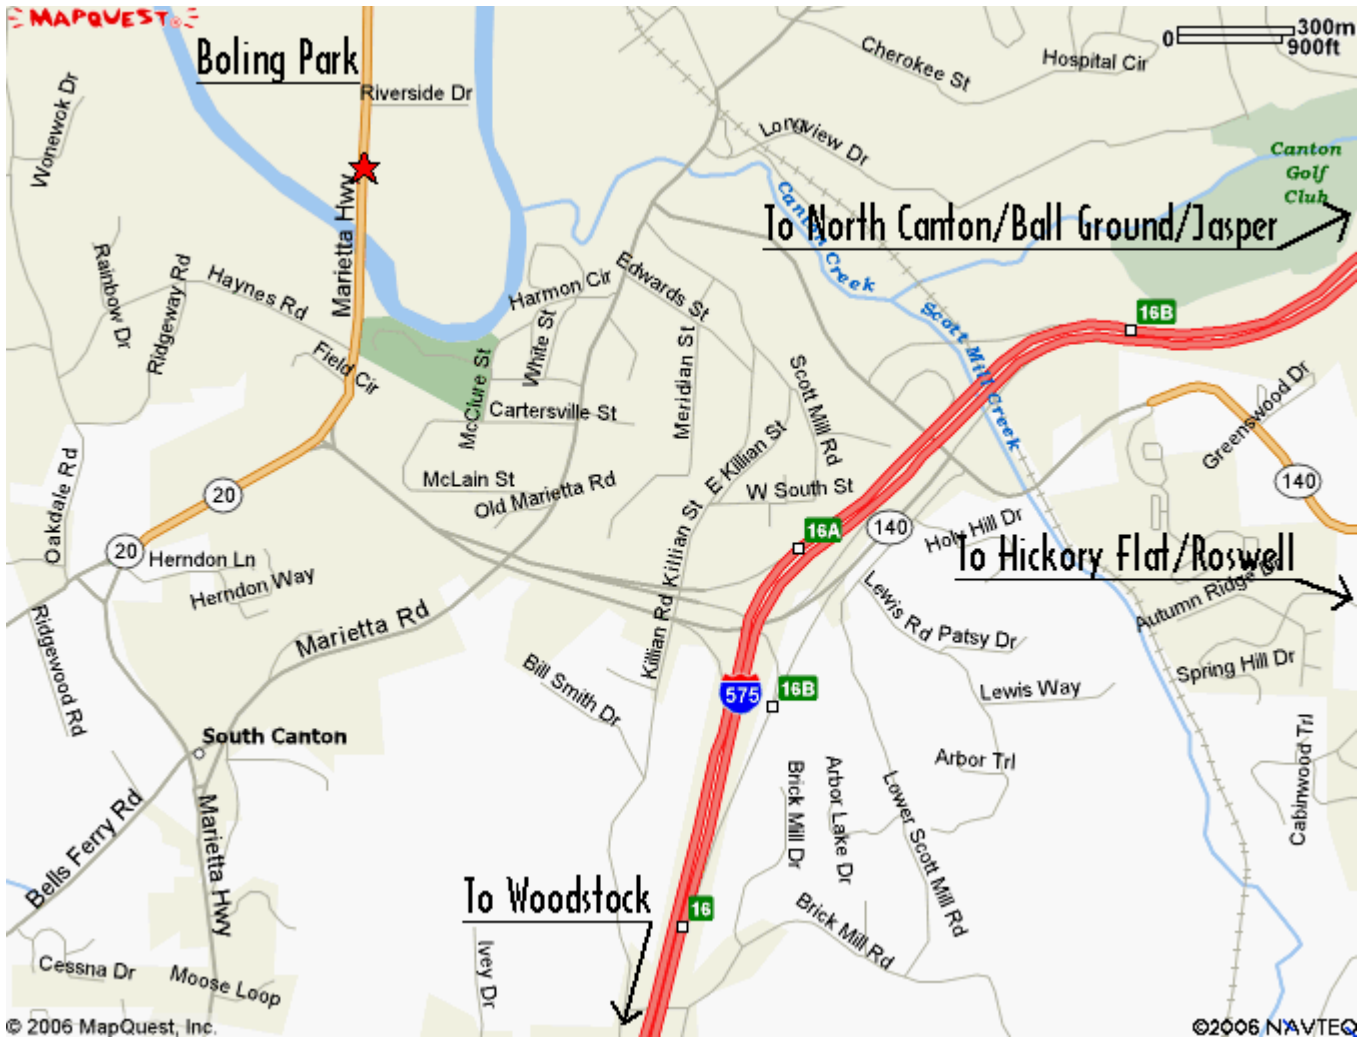 MAPQUEST
300m
0
900ft
Boling Park
Cherokee St
Hospital Cir
Riverside Dr
Wonewok Dr
Longview Dr
Canton
Golf
Club
Marietta Hwy
Canton Creek
To North Canton/Ball Ground/Jasper
Rainbow Dr
Ridgeway Rd
Haynes Rd
Harmon Cir
Edwards St
Scott Mill Creek
16B
White St
Field Cir
McClure St
Meridian St
Scott Mill Rd
Greenswood Dr
Cartersville St
E Killian St
McLain St
Old Marietta Rd
W South St
20
140
Oakdale Rd
16A
140
Holy Hill Dr
20
Herndon Ln
Killian St
To Hickory Flat/Roswell
Herndon Way
Lewis Rd
Autumn Ridge Dr
Marietta Rd
Killian Rd
Patsy Dr
Ridgewood Rd
Bill Smith Dr
Spring Hill Dr
575
16B
Lewis Way
South Canton
Arbor Trl
Cabinwood Trl
Brick Mill Dr
Arbor Lake Dr
Lower Scott Mill Rd
Bells Ferry Rd
Marietta Hwy
To Woodstock
16
Brick Mill Rd
Ivey Dr
Cessna Dr
Moose Loop
© 2006 MapQuest, Inc.
©2006 NAVTEQ